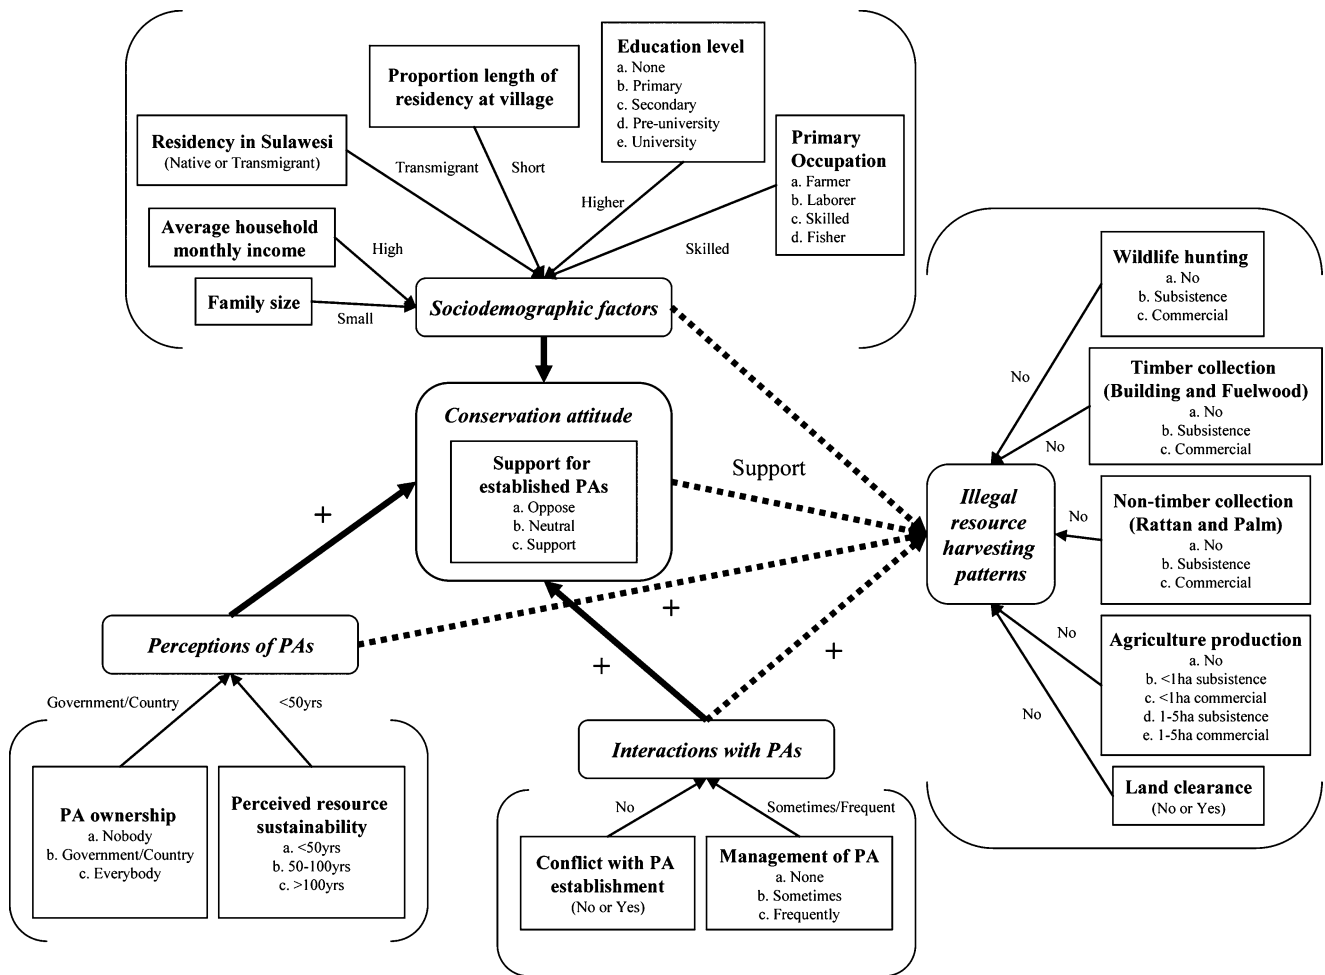 Education level
a. None
b. Primary
c. Secondary
d. Pre-university
e. University
Proportion length of
residency at village
Residency in Sulawesi
(Native or Transmigrant)
Primary
Occupation
a. Farmer
b. Laborer
c. Skilled
d. Fisher
Transmigrant
Short
Higher
Skilled
Average household
monthly income
High
Family size
Small
Sociodemographic factors
Wildlife hunting
a. No
b. Subsistence
c. Commercial
No
Timber collection
(Building and Fuelwood)
a. No
b. Subsistence
c. Commercial
No
Conservation attitude
Support for
established PAs
a. Oppose
b. Neutral
c. Support
Support
+
Illegal
resource
harvesting
patterns
No
Non-timber collection
(Rattan and Palm)
a. No
b. Subsistence
c. Commercial
Perceptions of PAs
+
+
+
No
Agriculture production
a. No
b. <1ha subsistence
c. <1ha commercial
d. 1-5ha subsistence
e. 1-5ha commercial
No
Land clearance
(No or Yes)
Government/Country
<50yrs
PA ownership
a. Nobody
b. Government/Country
c. Everybody
Perceived resource
sustainability
a. <50yrs
b. 50-100yrs
c. >100yrs
Interactions with PAs
No
Sometimes/Frequent
Conflict with PA
establishment
(No or Yes)
Management of PA
a. None
b. Sometimes
c. Frequently